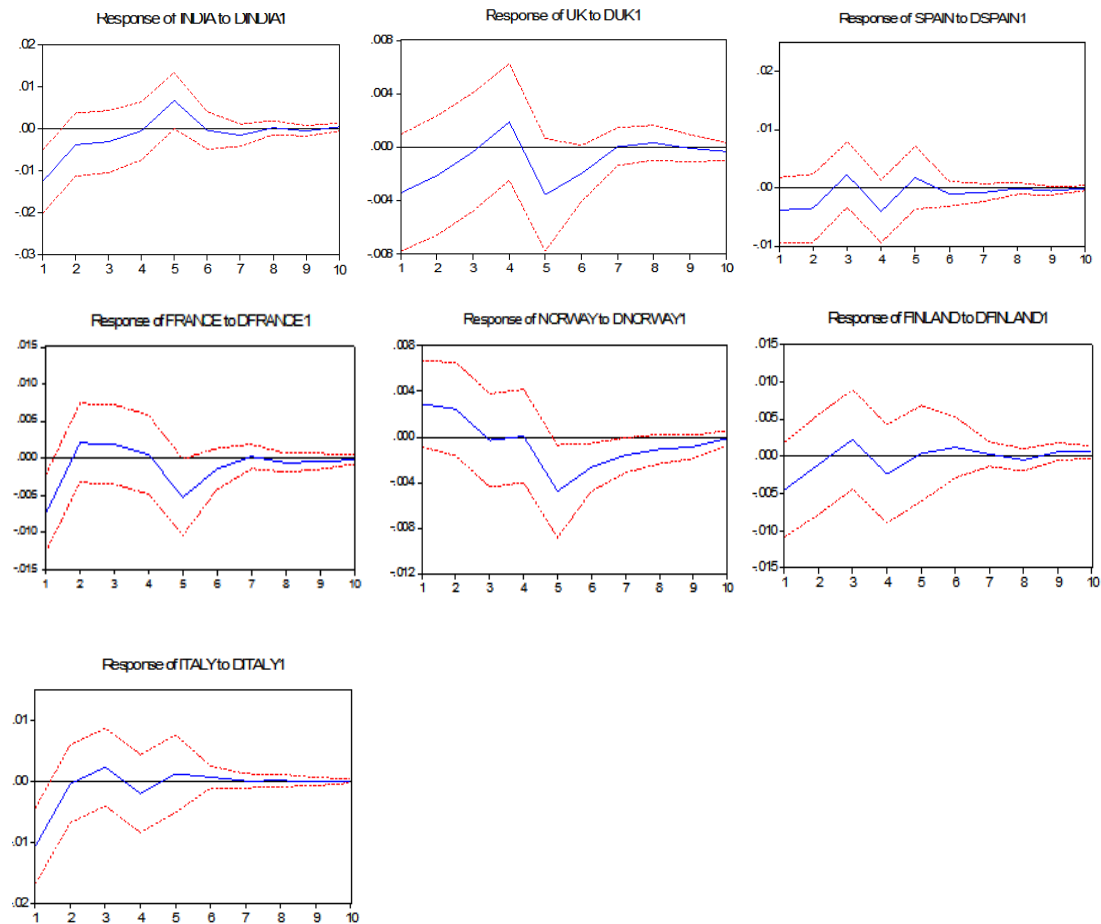 Response of INDIA to DINDIA1
.02
.01
.00
-.01
-.02
-.03
1 2 3 4 5 6 7 8 9 10
Response of UK to DUK1
.008
.004
.000
-.004
-.008
1 2 3 4 5 6 7 8 9 10
Response of SPAIN to DSPAIN1
.02
.01
.00
-.01
1 2 3 4 5 6 7 8 9 10
Response of FRANCE to DFRANCE1
.015
.010
.005
.000
-.005
-.010
-.015
1 2 3 4 5 6 7 8 9 10
Response of NORWAY to DNORWAY1
.008
.004
.000
-.004
-.008
-.012
1 2 3 4 5 6 7 8 9 10
Response of FINLAND to DFINLAND1
.015
.010
.005
.000
-.005
-.010
-.015
1 2 3 4 5 6 7 8 9 10
Response of ITALY to DITALY1
.01
.00
-.01
-.02
1 2 3 4 5 6 7 8 9 10